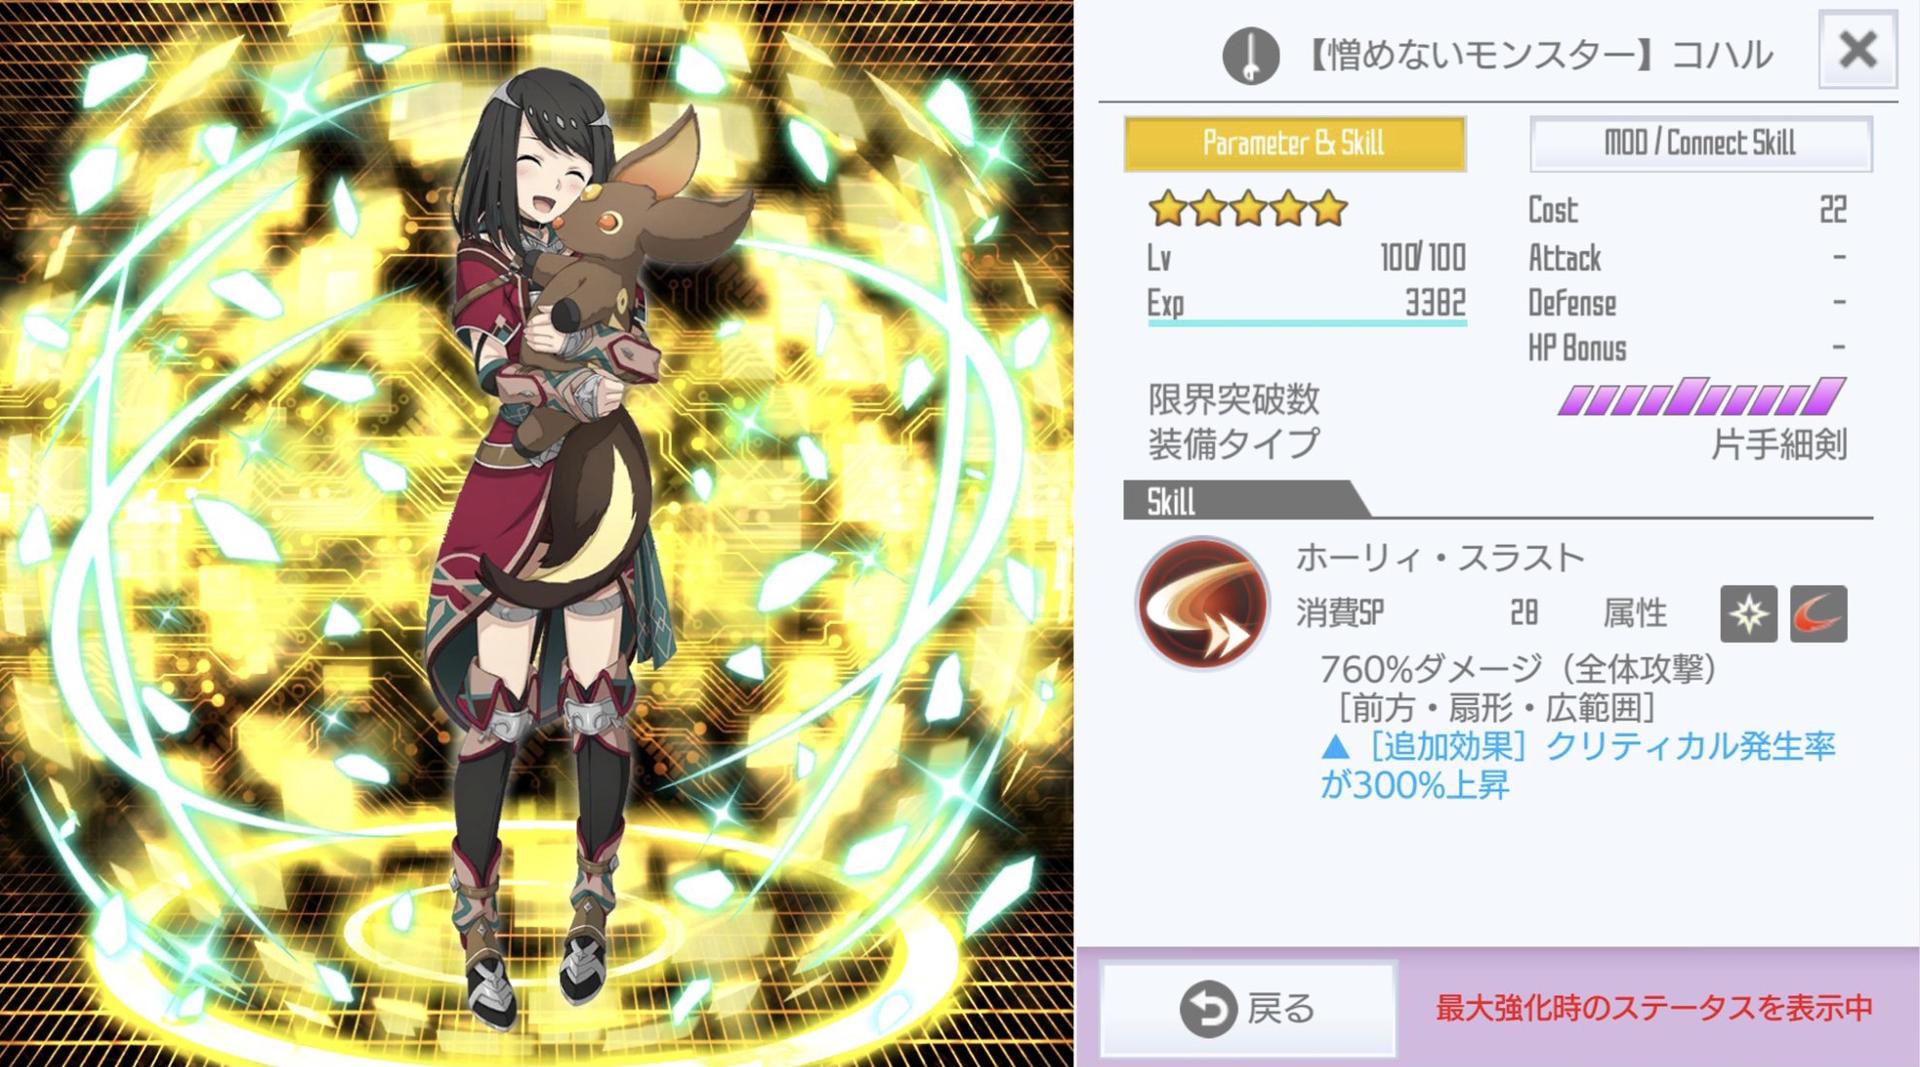 【憎めないモンスター】コハル
Parameter & Skill
MOD / Connect Skill
Lv 100/100
Exp 3382
Cost 22
Attack -
Defense -
HP Bonus -
限界突破数
装備タイプ 片手細剣
Skill
ホーリィ・スラスト
消費SP 28 属性
760%ダメージ（全体攻撃）
［前方・扇形・広範囲］
▲［追加効果］クリティカル発生率
が300%上昇
戻る
最大強化時のステータスを表示中